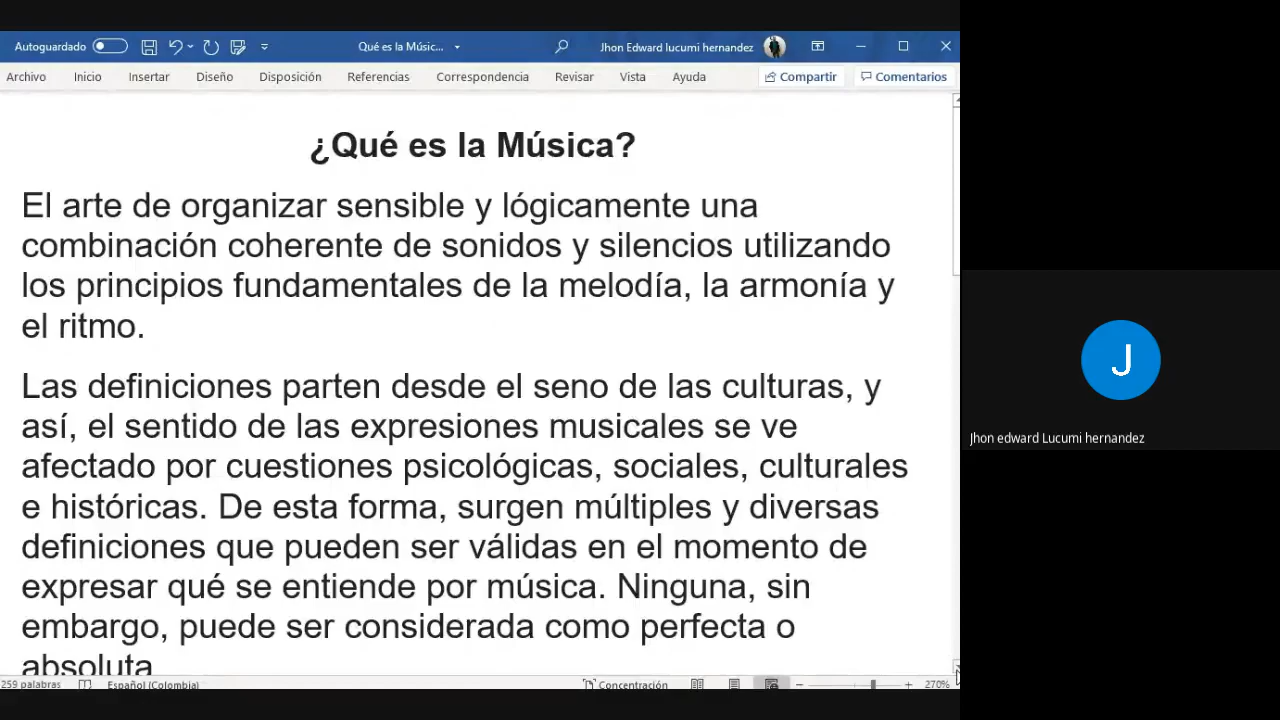 Autoguardado
Qué es la Músic...
Jhon Edward lucumi hernandez
Archivo Inicio Insertar Diseño Disposición Referencias Correspondencia Revisar Vista Ayuda Compartir Comentarios
¿Qué es la Música?
El arte de organizar sensible y lógicamente una
combinación coherente de sonidos y silencios utilizando
los principios fundamentales de la melodía, la armonía y
el ritmo.
Las definiciones parten desde el seno de las culturas, y
así, el sentido de las expresiones musicales se ve
afectado por cuestiones psicológicas, sociales, culturales
e históricas. De esta forma, surgen múltiples y diversas
definiciones que pueden ser válidas en el momento de
expresar qué se entiende por música. Ninguna, sin
embargo, puede ser considerada como perfecta o
absoluta
259 palabras Español (Colombia) Concentración 270%
J
Jhon edward Lucumi hernandez